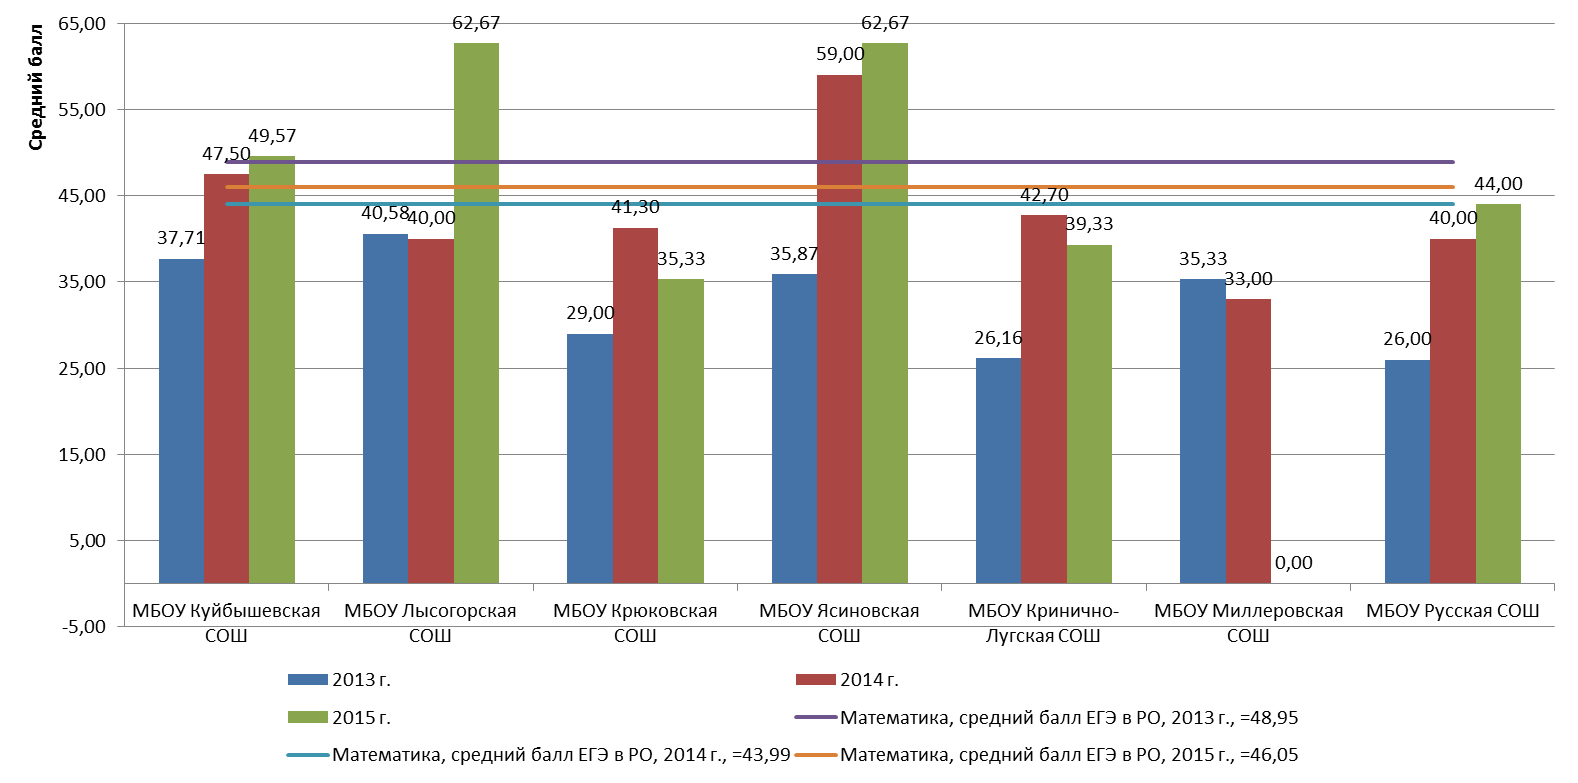 Средний балл
65,00
55,00
45,00
35,00
25,00
15,00
5,00
-5,00
37,71
47,50
49,57
40,58
40,00
62,67
29,00
41,30
35,33
35,87
59,00
62,67
26,16
42,70
39,33
35,33
33,00
0,00
26,00
40,00
44,00
МБОУ Куйбышевская
СОШ
МБОУ Лысогорская
СОШ
МБОУ Крюковская
СОШ
МБОУ Ясиновская
СОШ
МБОУ Кринично-
Лугская СОШ
МБОУ Миллеровская
СОШ
МБОУ Русская СОШ
2013 г.
2014 г.
2015 г.
Математика, средний балл ЕГЭ в РО, 2013 г., =48,95
Математика, средний балл ЕГЭ в РО, 2014 г., =43,99
Математика, средний балл ЕГЭ в РО, 2015 г., =46,05